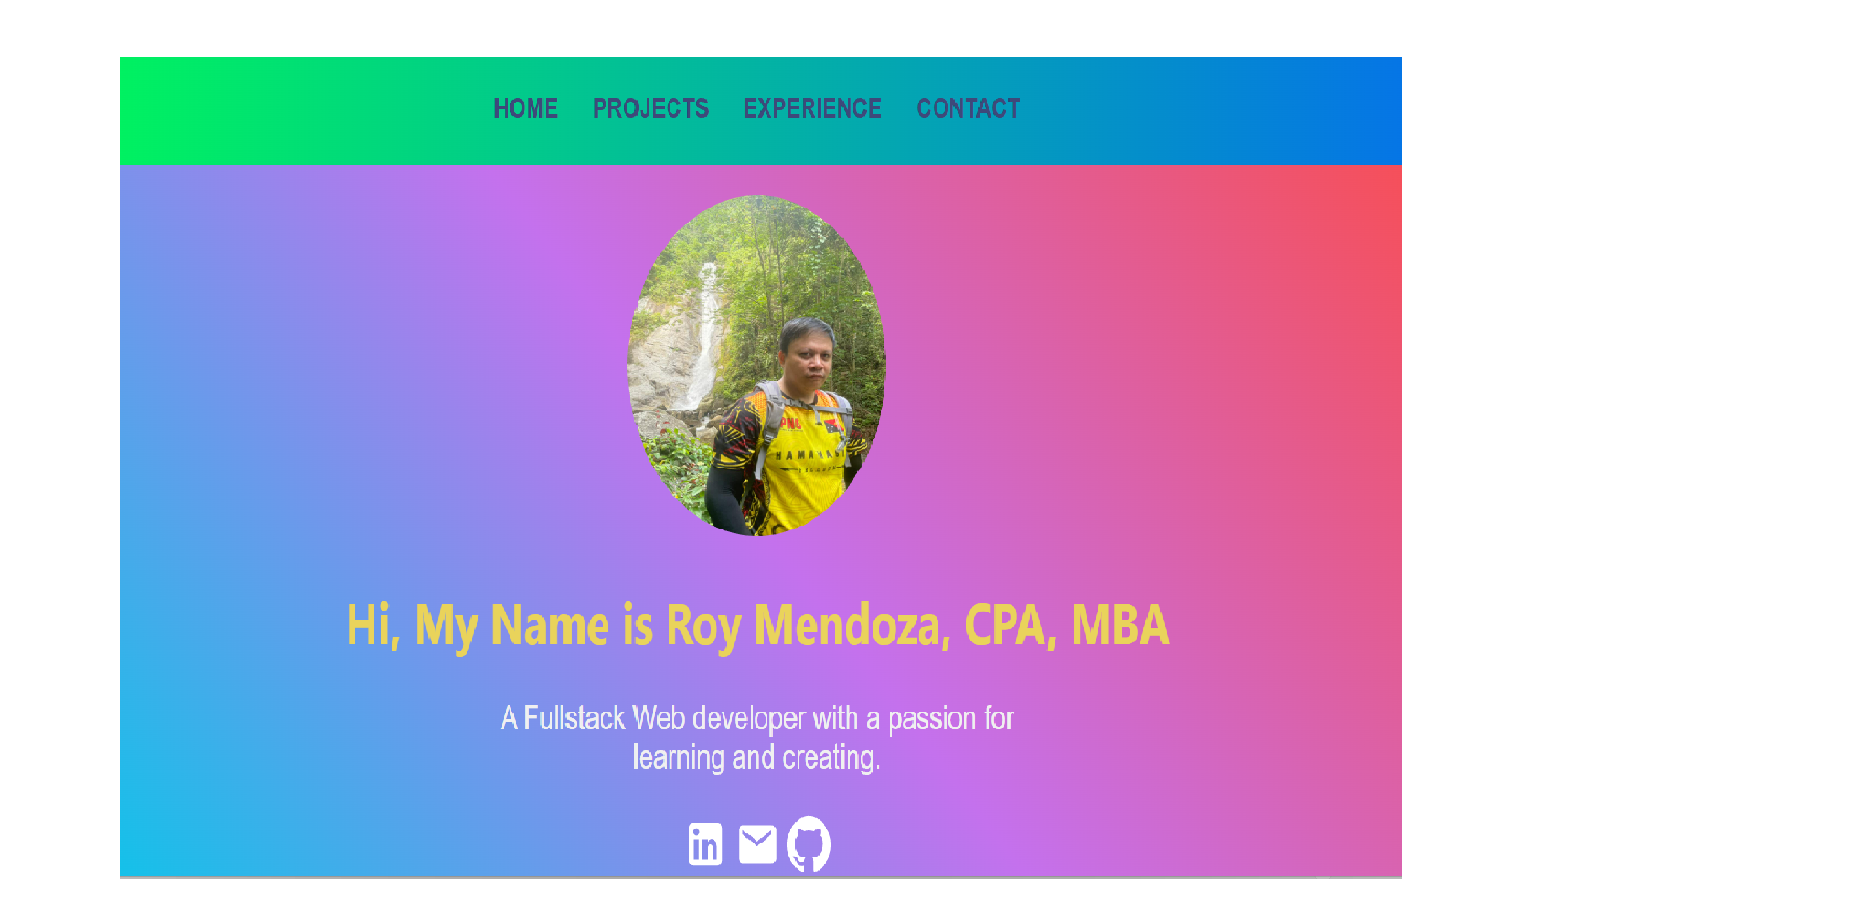 HOME PROJECTS EXPERIENCE CONTACT
Hi, My Name is Roy Mendoza, CPA, MBA
A Fullstack Web developer with a passion for
learning and creating.
in